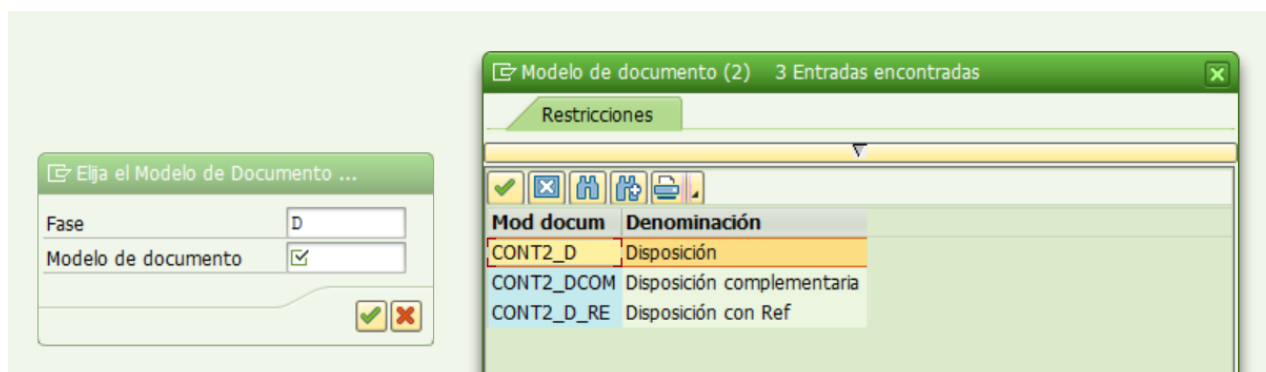 Elija el Modelo de Documento ...
Fase D
Modelo de documento
Modelo de documento (2) 3 Entradas encontradas
Restricciones
Mod docum Denominación
CONT2_D Disposición
CONT2_DCOM Disposición complementaria
CONT2_D_RE Disposición con Ref